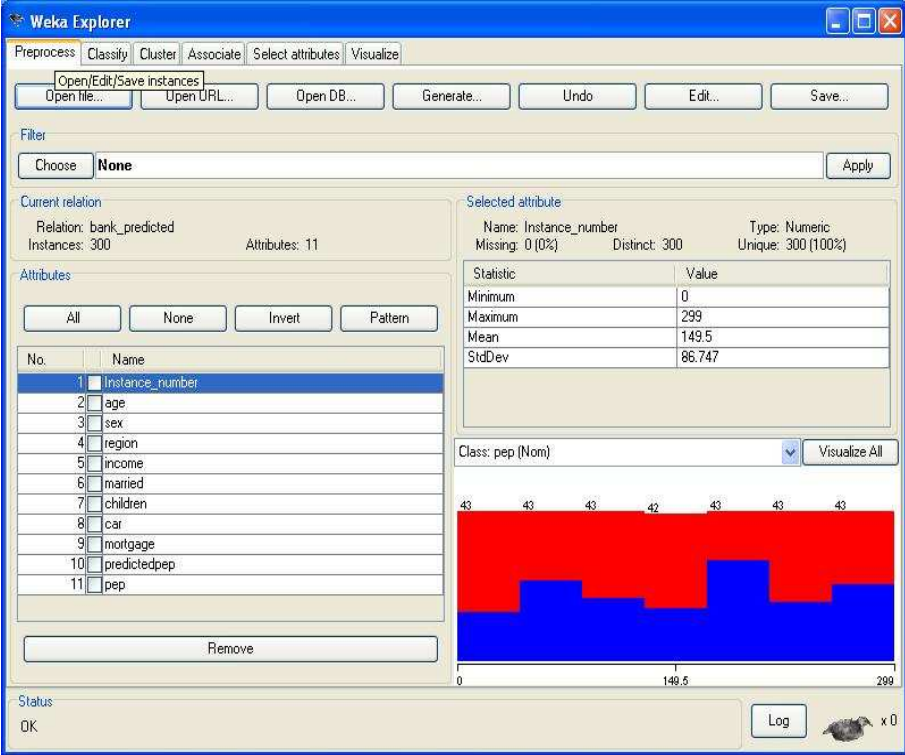 Weka Explorer
Preprocess Classify Cluster Associate Select attributes Visualize
Open/Edit/Save instances
Open file... Open URL... Open DB... Generate... Undo Edit... Save...
Filter
Choose None Apply
Current relation
Relation: bank_predicted
Instances: 300 Attributes: 11
Selected attribute
Name: Instance_number Type: Numeric
Missing: 0 (0%) Distinct: 300 Unique: 300 (100%)
Statistic Value
Minimum 0
Maximum 299
Mean 149.5
StdDev 86.747
Attributes
All None Invert Pattern
No. Name
1 Instance_number
2 age
3 sex
4 region
5 income
6 married
7 children
8 car
9 mortgage
10 predictedpep
11 pep
Remove
Class: pep (Nom) Visualize All
43 43 43 42 43 43 43
0 149.5 299
Status
OK
Log x 0